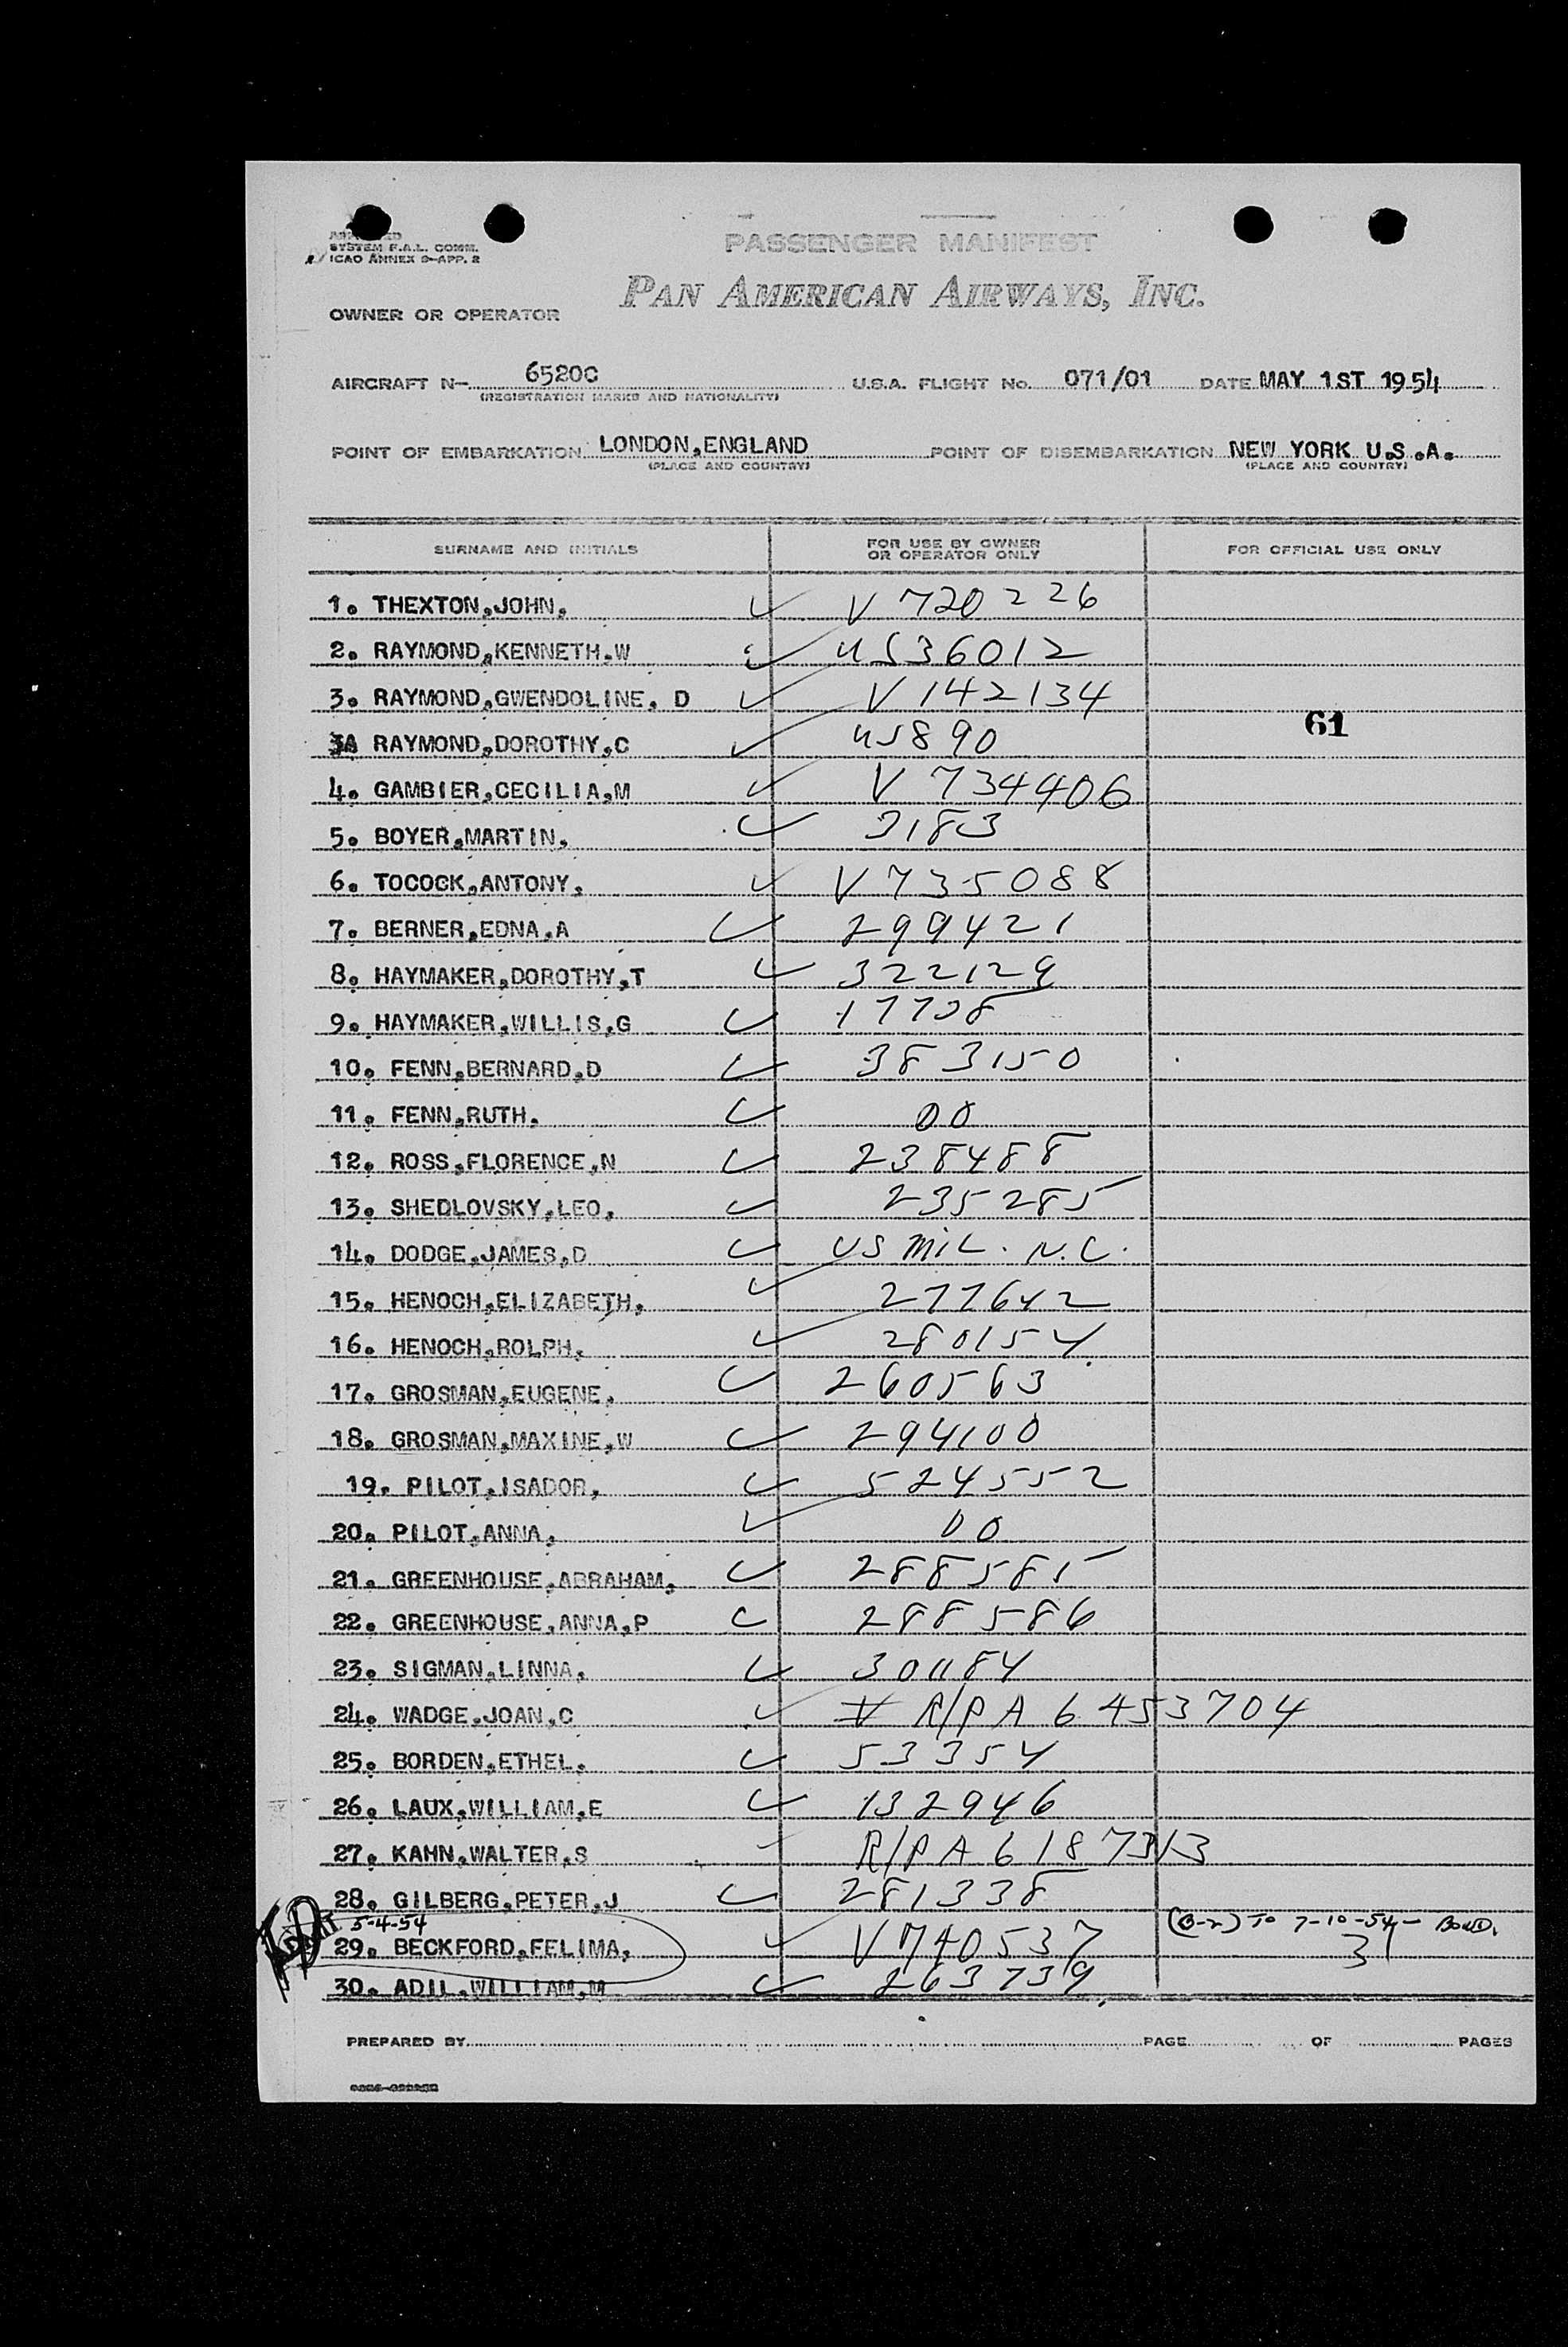 PASSENGER MANIFEST
SYSTEM F.A.L. COMM.
ICAO ANNEX 9-APP. 2
PAN AMERICAN AIRWAYS, INC.
OWNER OR OPERATOR
AIRCRAFT N- 6520C U.S.A. FLIGHT No. 071/01 DATE MAY 1ST 1954
(REGISTRATION MARKS AND NATIONALITY)
POINT OF EMBARKATION LONDON,ENGLAND POINT OF DISEMBARKATION NEW YORK U.S.A.
(PLACE AND COUNTRY) (PLACE AND COUNTRY)
SURNAME AND INITIALS FOR USE BY OWNER OR OPERATOR ONLY FOR OFFICIAL USE ONLY
1. THEXTON,JOHN. ✓ V 720226
2. RAYMOND,KENNETH.W ✓ US36012
3. RAYMOND,GWENDOLINE. D ✓ V 142134
61
3A RAYMOND,DOROTHY,C ✓ US890
4. GAMBIER,CECILIA,M ✓ V 734406
5. BOYER,MARTIN. ✓ 3183
6. TOCOCK,ANTONY. ✓ V735088
7. BERNER,EDNA.A ✓ 299421
8. HAYMAKER,DOROTHY,T ✓ 322129
9. HAYMAKER,WILLIS,G ✓ 17708
10. FENN,BERNARD,D ✓ 383150
11. FENN,RUTH. ✓ DO
12. ROSS,FLORENCE,N ✓ 238488
13. SHEDLOVSKY,LEO. ✓ 235285
14. DODGE,JAMES,D ✓ US MIL. N.C.
15. HENOCH,ELIZABETH, ✓ 277642
16. HENOCH,ROLPH. ✓ 280154
17. GROSMAN,EUGENE. ✓ 260563
18. GROSMAN,MAXINE,W ✓ 294100
19. PILOT,ISADOR, ✓ 524552
20. PILOT,ANNA. ✓ DO
21. GREENHOUSE,ABRAHAM. ✓ 288581
22. GREENHOUSE,ANNA,P ✓ 288586
23. SIGMAN,LINNA. ✓ 301184
24. WADGE,JOAN,C ✓ R/P A 6 453704
25. BORDEN,ETHEL. ✓ 53354
26. LAUX,WILLIAM,E ✓ 132946
27. KAHN,WALTER,S ✓ R/P A 6187313
28. GILBERG,PETER,J ✓ 281338
5-4-54 (B-2) TO 7-10-54 - BOND.
29. BECKFORD,FELIMA, ✓ V740537
30. ADIL,WILLIAM,M ✓ 263739
PREPARED BY PAGE OF PAGES